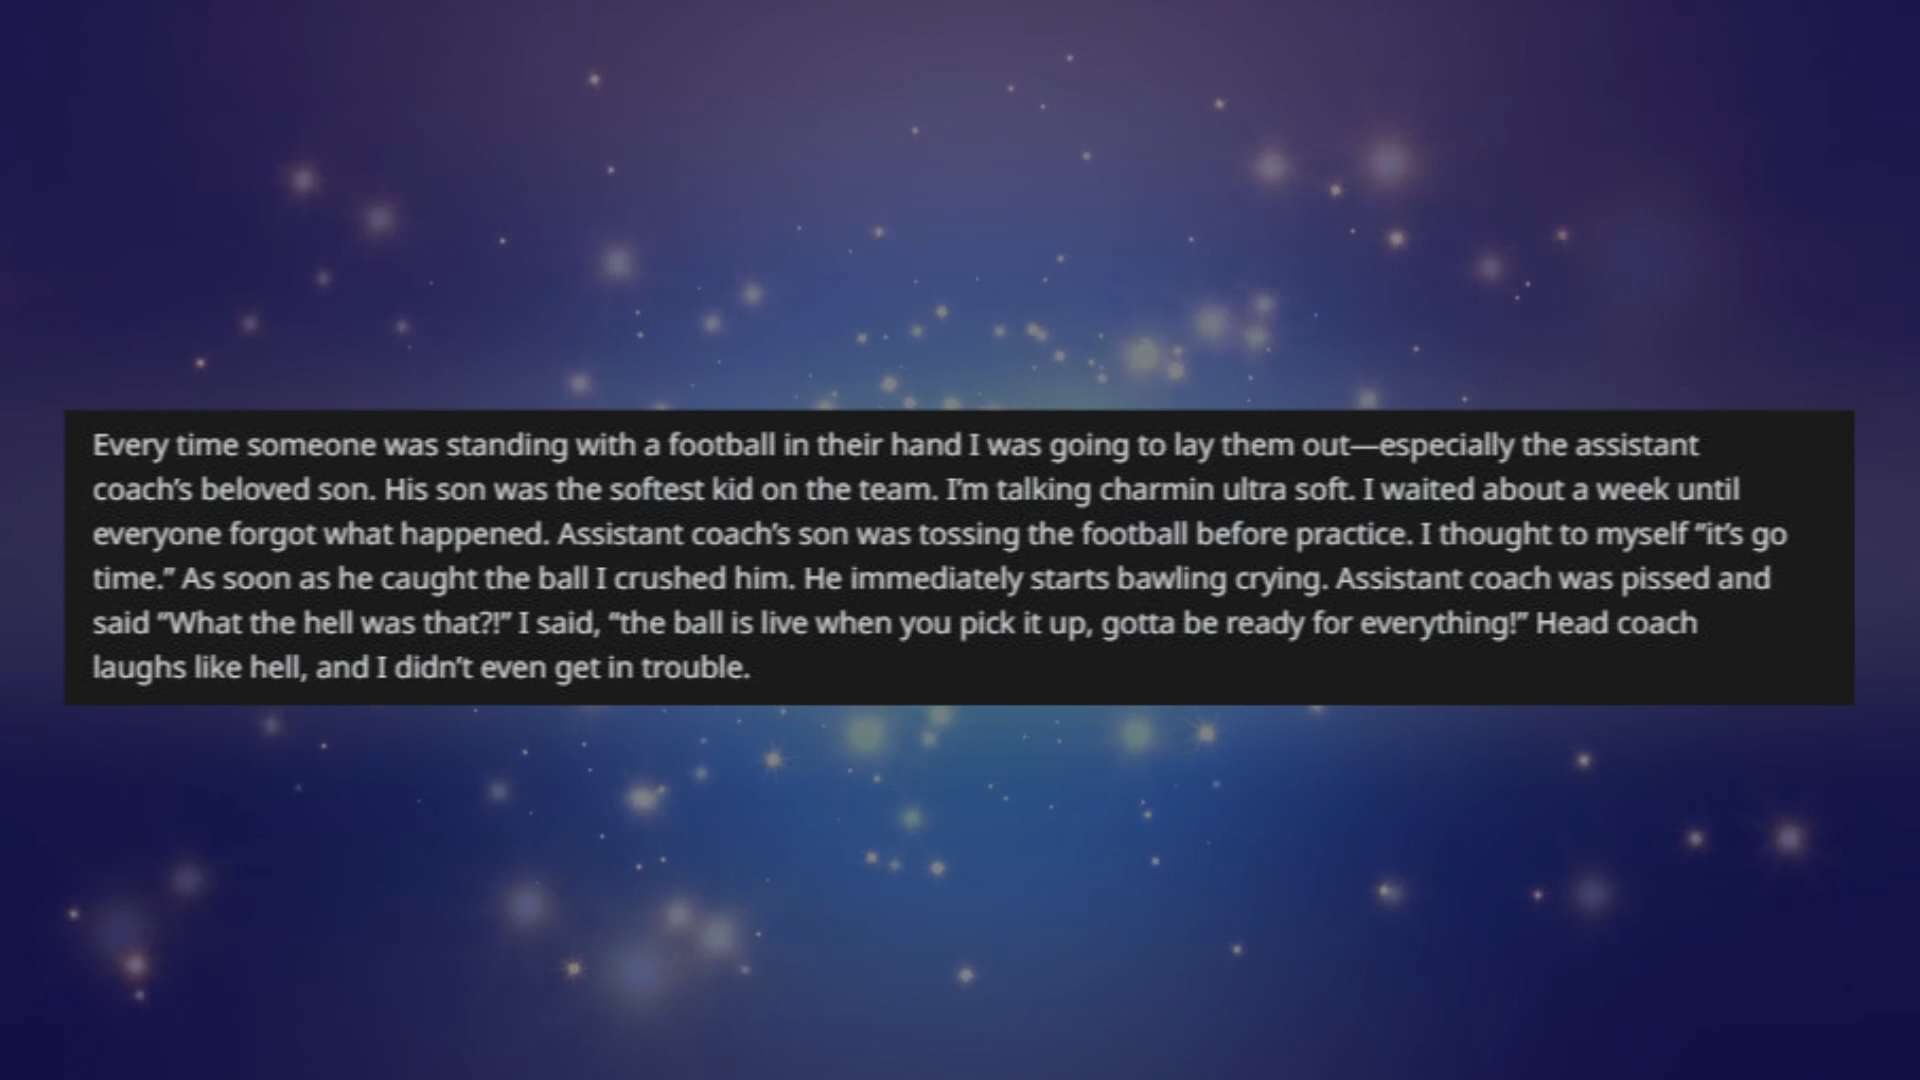 Every time someone was standing with a football in their hand I was going to lay them out—especially the assistant
coach’s beloved son. His son was the softest kid on the team. I’m talking charmin ultra soft. I waited about a week until
everyone forgot what happened. Assistant coach’s son was tossing the football before practice. I thought to myself “it’s go
time.” As soon as he caught the ball I crushed him. He immediately starts bawling crying. Assistant coach was pissed and
said “What the hell was that?!” I said, “the ball is live when you pick it up, gotta be ready for everything!” Head coach
laughs like hell, and I didn’t even get in trouble.